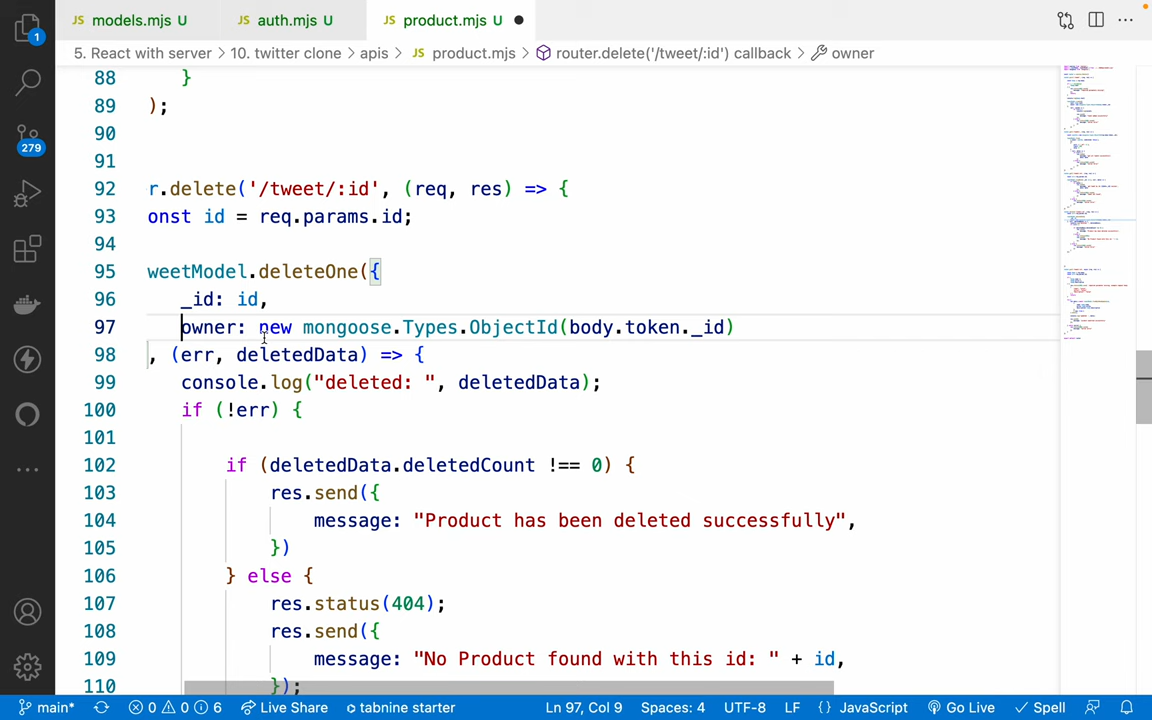 models.mjs U
auth.mjs U
product.mjs U
5. React with server > 10. twitter clone > apis > JS product.mjs > router.delete('/tweet/:id') callback > owner
88 }
89 );
90
91
92 r.delete('/tweet/:id', (req, res) => {
93 onst id = req.params.id;
94
95 weetModel.deleteOne({
96 _id: id,
97 owner: new mongoose.Types.ObjectId(body.token._id)
98 , (err, deletedData) => {
99 console.log("deleted: ", deletedData);
100 if (!err) {
101
102 if (deletedData.deletedCount !== 0) {
103 res.send({
104 message: "Product has been deleted successfully",
105 })
106 } else {
107 res.status(404);
108 res.send({
109 message: "No Product found with this id: " + id,
110 });
1
279
main* 0 0 6 Live Share tabnine starter Ln 97, Col 9 Spaces: 4 UTF-8 LF {} JavaScript Go Live Spell